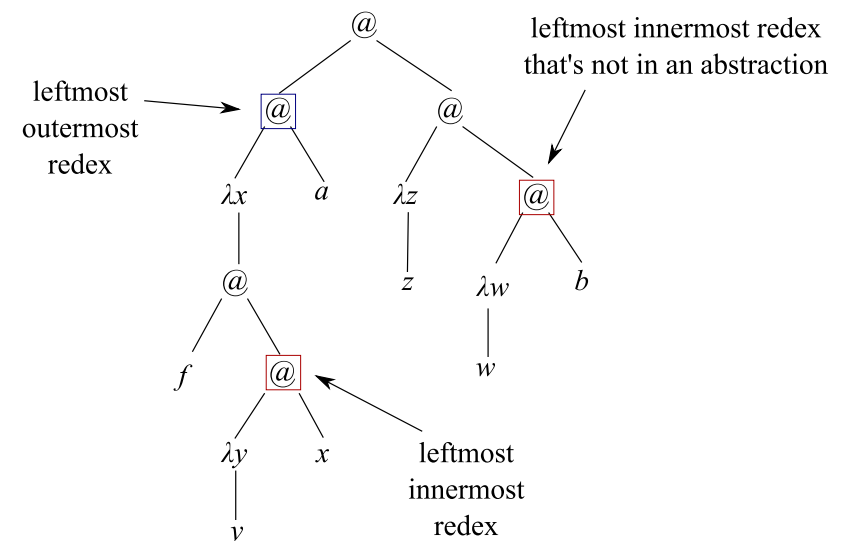 @
leftmost innermost redex
that's not in an abstraction
leftmost
outermost
redex
@ @
λx a λz @
@ z λw b
f @ w
λy x
leftmost
innermost
redex
v